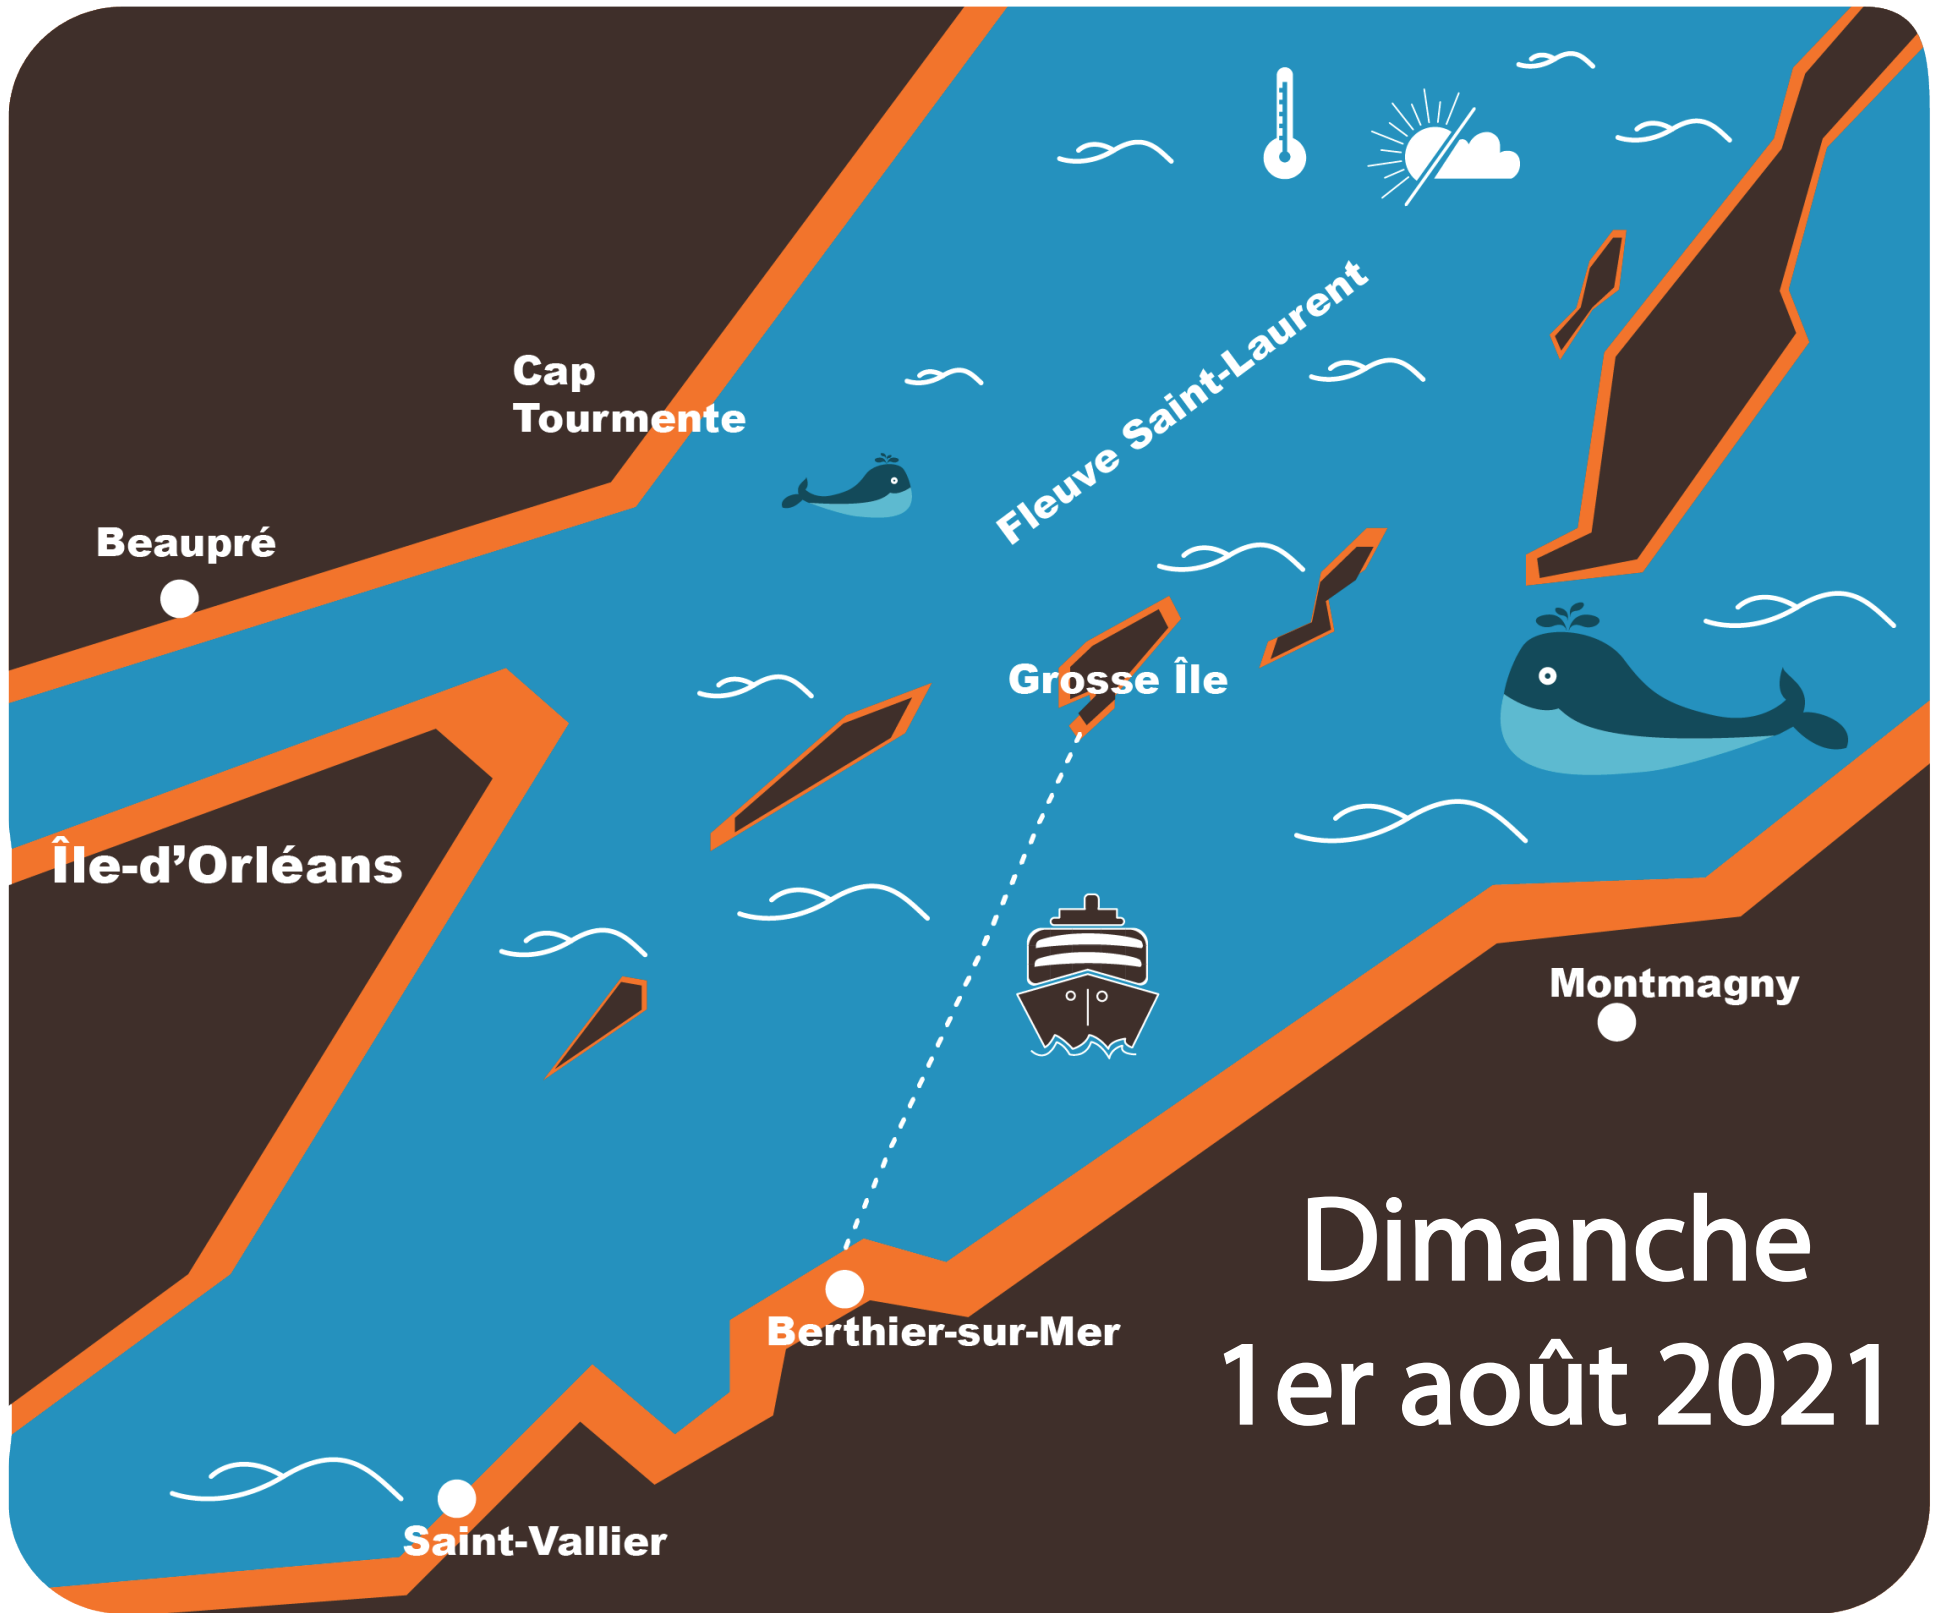 Cap
Tourmente
Fleuve Saint-Laurent
Beaupré
Grosse Île
Île-d’Orléans
Montmagny
Dimanche
1er août 2021
Berthier-sur-Mer
Saint-Vallier